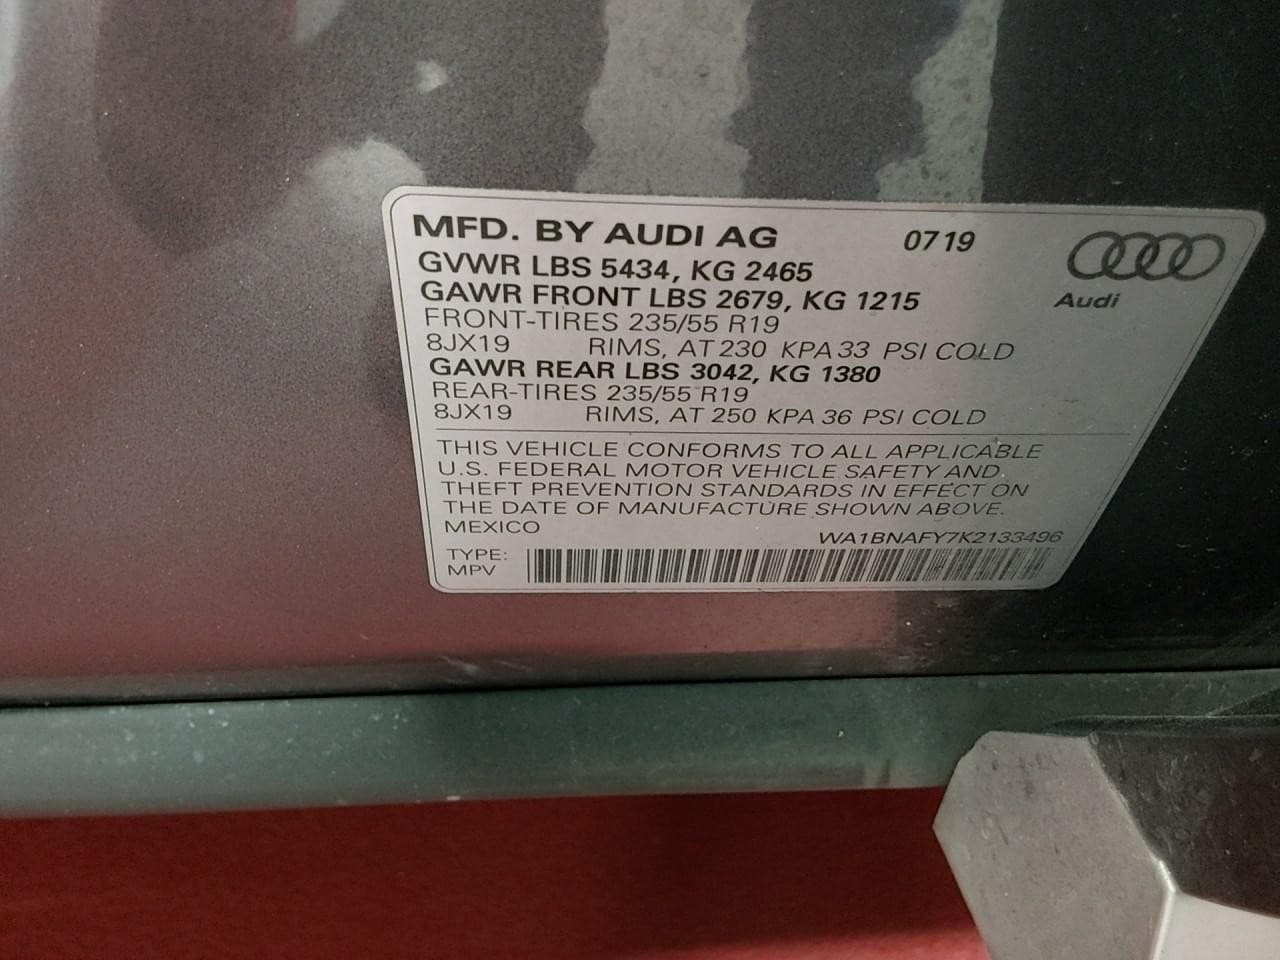 MFD. BY AUDI AG 0719
Audi
GVWR LBS 5434, KG 2465
GAWR FRONT LBS 2679, KG 1215
FRONT-TIRES 235/55 R19
8JX19 RIMS, AT 230 KPA 33 PSI COLD
GAWR REAR LBS 3042, KG 1380
REAR-TIRES 235/55 R19
8JX19 RIMS, AT 250 KPA 36 PSI COLD
THIS VEHICLE CONFORMS TO ALL APPLICABLE
U.S. FEDERAL MOTOR VEHICLE SAFETY AND
THEFT PREVENTION STANDARDS IN EFFECT ON
THE DATE OF MANUFACTURE SHOWN ABOVE.
MEXICO
WA1BNAFY7K2133496
TYPE:
MPV